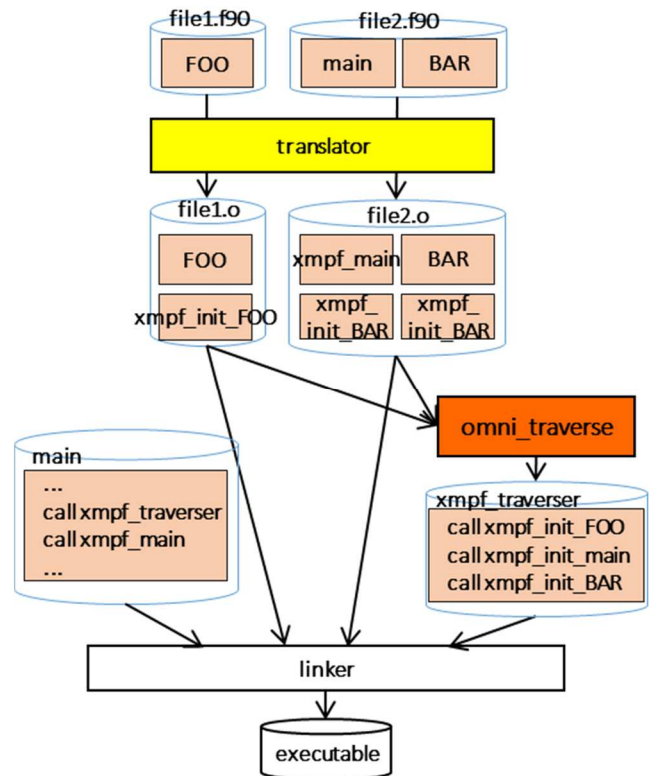 file1.f90
file2.f90
FOO
main
BAR
translator
file1.o
file2.o
FOO
xmpf_main
BAR
xmpf_init_FOO
xmpf_
init_BAR
xmpf_
init_BAR
omni_traverse
main
...
call xmpf_traverser
call xmpf_main
...
xmpf_traverser
call xmpf_init_FOO
call xmpf_init_main
call xmpf_init_BAR
linker
executable